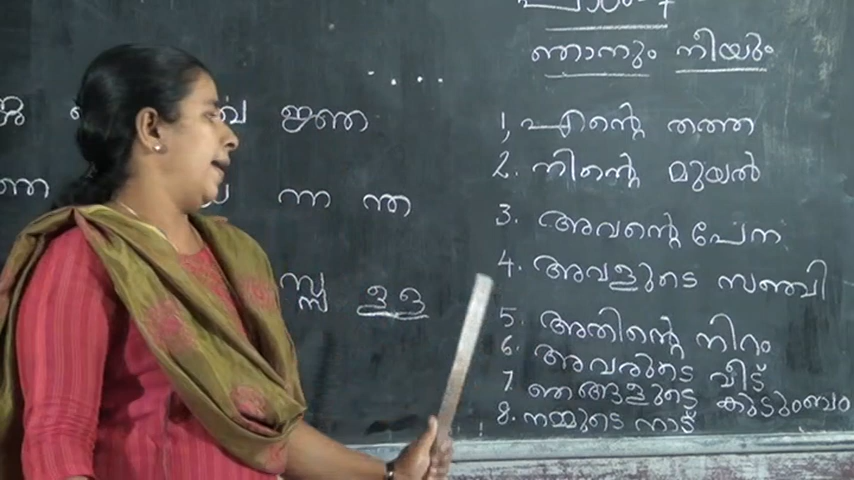 പാഠം-7
ഞാനും നീയും
ഞ്ഞ
1, എന്റെ തത്ത
2. നിന്റെ മുയൽ
ന്ന ന്ത
3. അവന്റെ പേന
4. അവളുടെ സഞ്ചി
സ്സ ള്ള
5. അതിന്റെ നിറം
6. അവരുടെ വീട്
7 ഞങ്ങളുടെ കുടുംബം
8. നമ്മുടെ നാട്